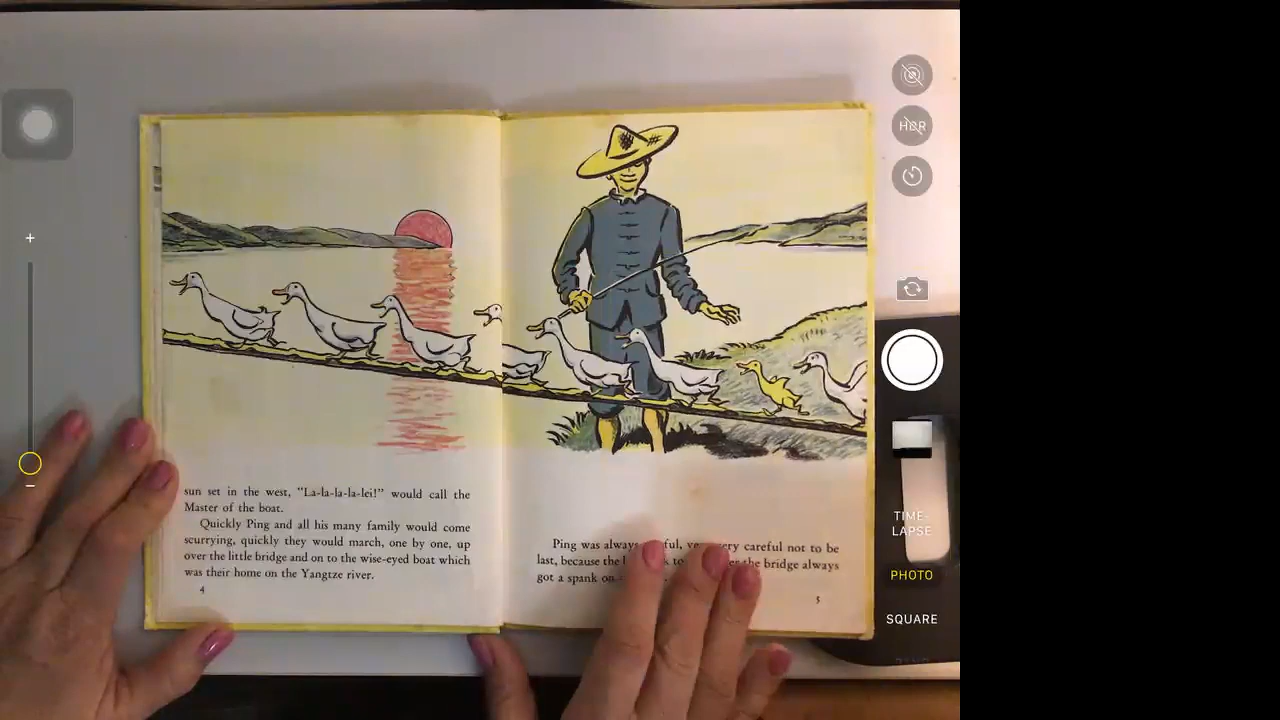 sun set in the west, "La-la-la-la-lei!" would call the
Master of the boat.
Quickly Ping and all his many family would come
scurrying, quickly they would march, one by one, up
over the little bridge and on to the wise-eyed boat which
was their home on the Yangtze river.
4
Ping was always very careful not to be
last, because the the bridge always
got a spank on
5
HDR
TIME-
LAPSE
PHOTO
SQUARE